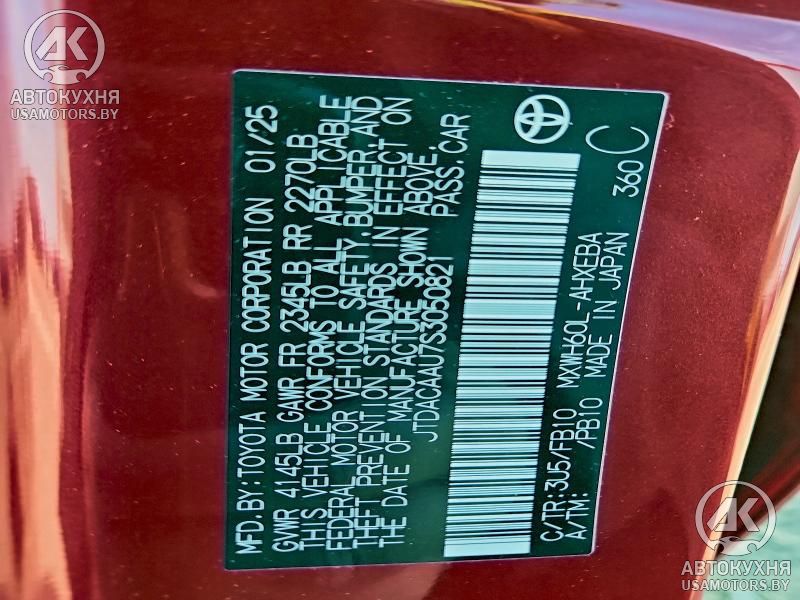 АК
АВТОКУХНЯ
USAMOTORS.BY
MFD.BY:TOYOTA MOTOR CORPORATION 01/25
GVWR 4145LB GAWR FR 2345LB RR 2270LB
THIS VEHICLE CONFORMS TO ALL APPLICABLE
FEDERAL MOTOR VEHICLE SAFETY,BUMPER,AND
THEFT PREVENTION STANDARDS IN EFFECT ON
THE DATE OF MANUFACTURE SHOWN ABOVE.
JTDACAAU7S3050821 PASS.CAR
C/TR:3U5/FB10 MXWH60L-AHXEBA
A/TM: /PB10 MADE IN JAPAN 360 C
АК
АВТОКУХНЯ
USAMOTORS.BY